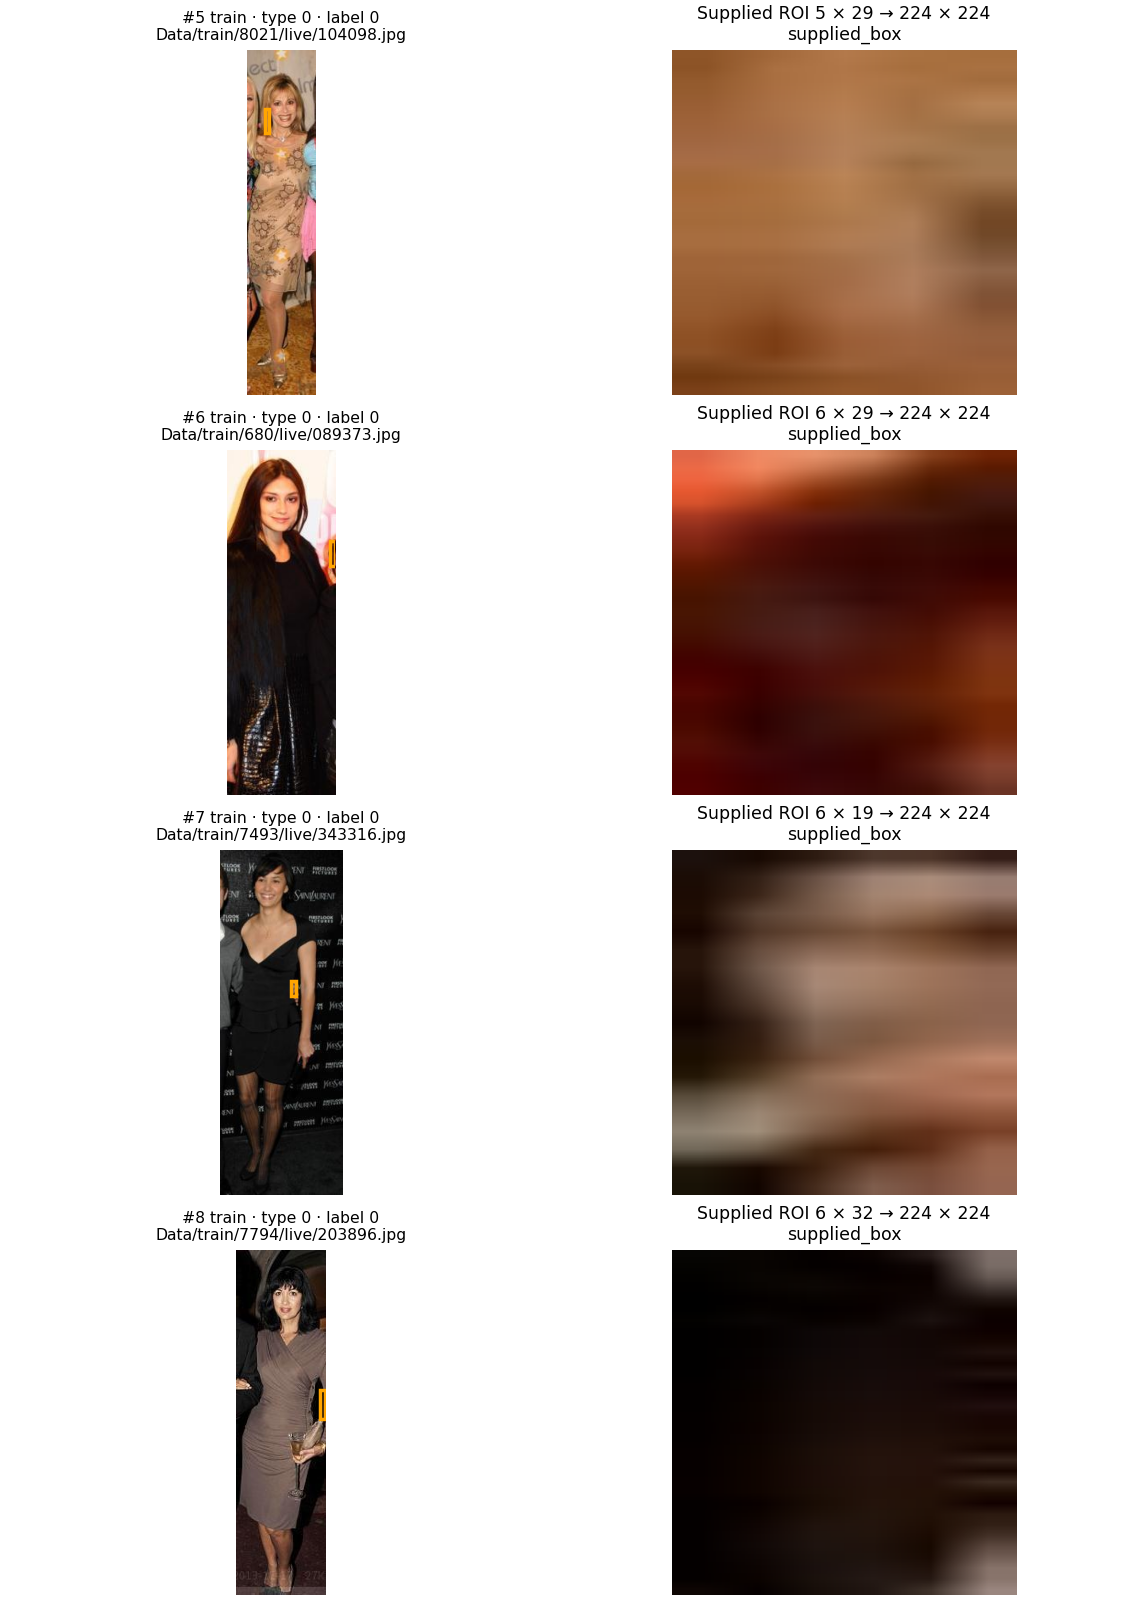 #5 train · type 0 · label 0
Data/train/8021/live/104098.jpg
Supplied ROI 5 × 29 → 224 × 224
supplied_box
#6 train · type 0 · label 0
Data/train/680/live/089373.jpg
Supplied ROI 6 × 29 → 224 × 224
supplied_box
#7 train · type 0 · label 0
Data/train/7493/live/343316.jpg
Supplied ROI 6 × 19 → 224 × 224
supplied_box
FIRSTLOOK
PICTURES
SAINTLAURENT
#8 train · type 0 · label 0
Data/train/7794/live/203896.jpg
Supplied ROI 6 × 32 → 224 × 224
supplied_box